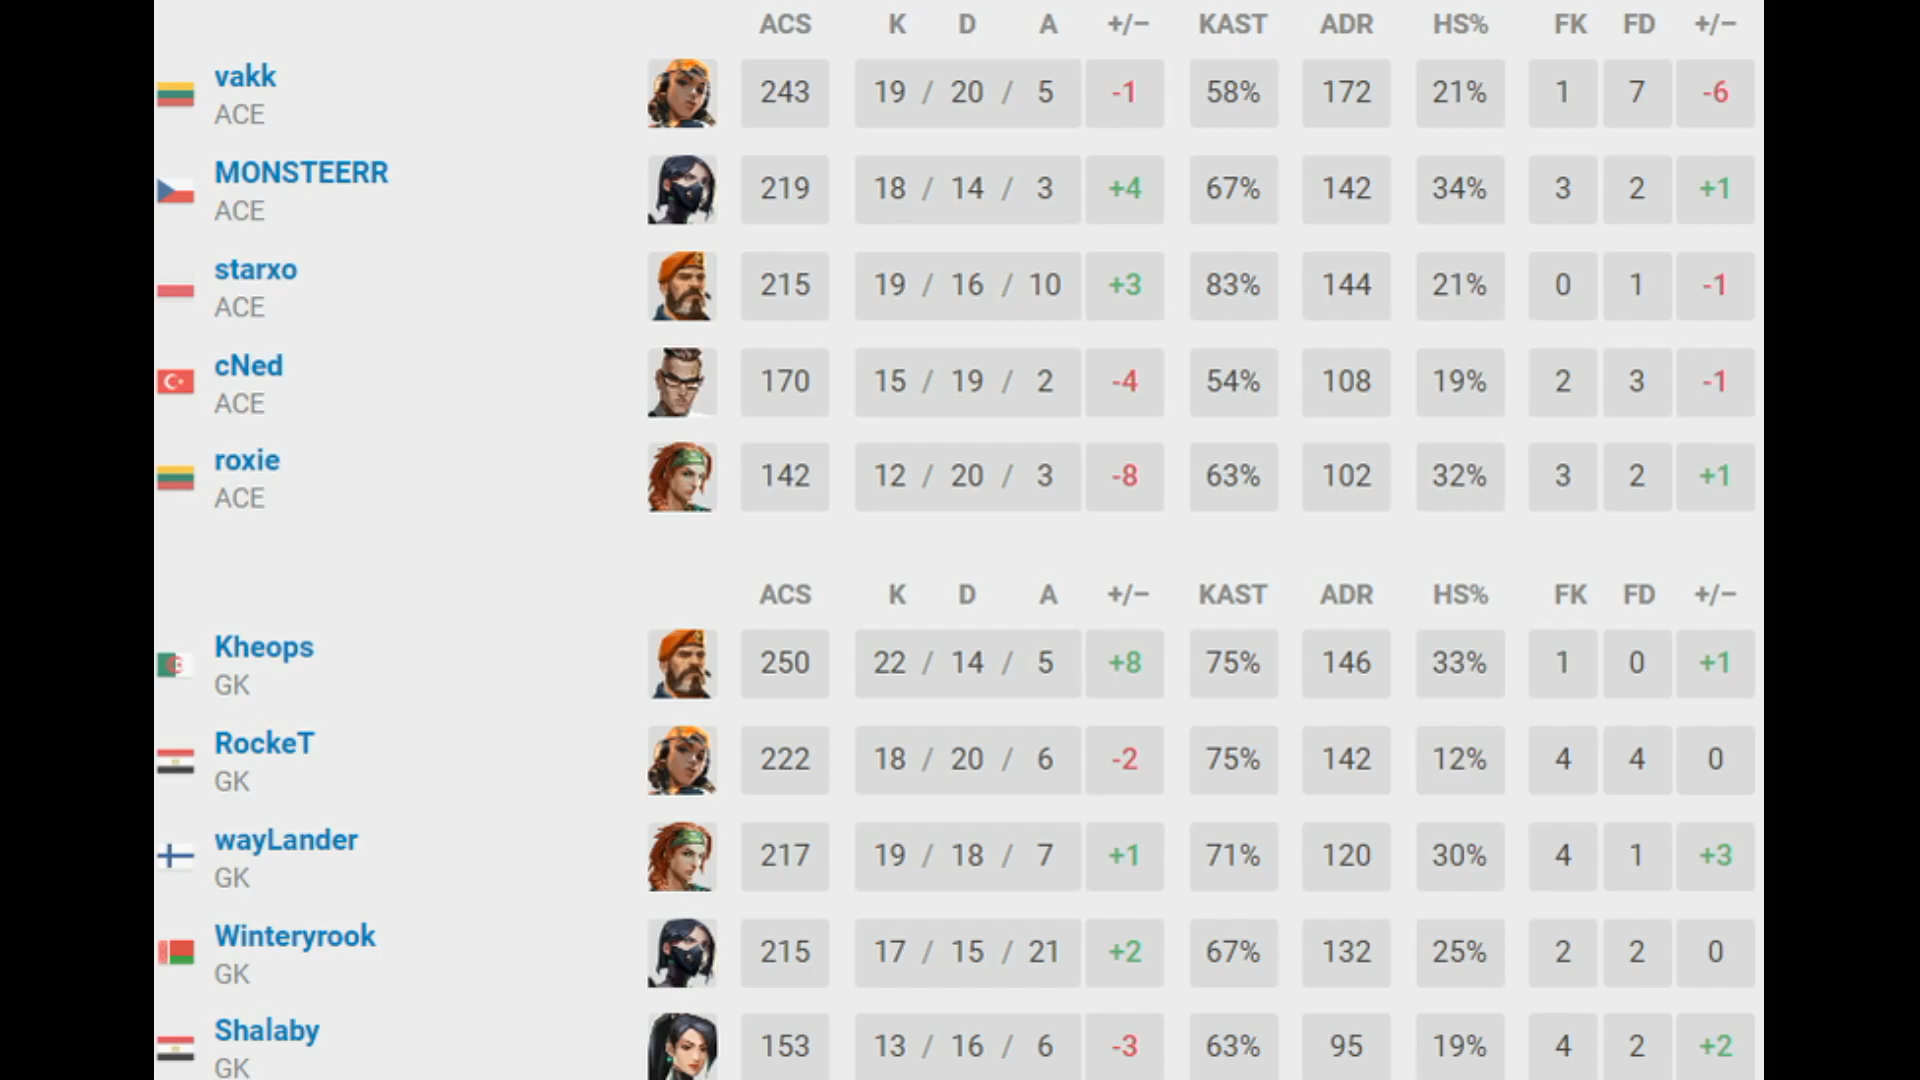 ACS K D A +/− KAST ADR HS% FK FD +/−
vakk 243 19 / 20 / 5 -1 58% 172 21% 1 7 -6
ACE
MONSTEERR 219 18 / 14 / 3 +4 67% 142 34% 3 2 +1
ACE
starxo 215 19 / 16 / 10 +3 83% 144 21% 0 1 -1
ACE
cNed 170 15 / 19 / 2 -4 54% 108 19% 2 3 -1
ACE
roxie 142 12 / 20 / 3 -8 63% 102 32% 3 2 +1
ACE
ACS K D A +/− KAST ADR HS% FK FD +/−
Kheops 250 22 / 14 / 5 +8 75% 146 33% 1 0 +1
GK
RockeT 222 18 / 20 / 6 -2 75% 142 12% 4 4 0
GK
wayLander 217 19 / 18 / 7 +1 71% 120 30% 4 1 +3
GK
Winteryrook 215 17 / 15 / 21 +2 67% 132 25% 2 2 0
GK
Shalaby 153 13 / 16 / 6 -3 63% 95 19% 4 2 +2
GK